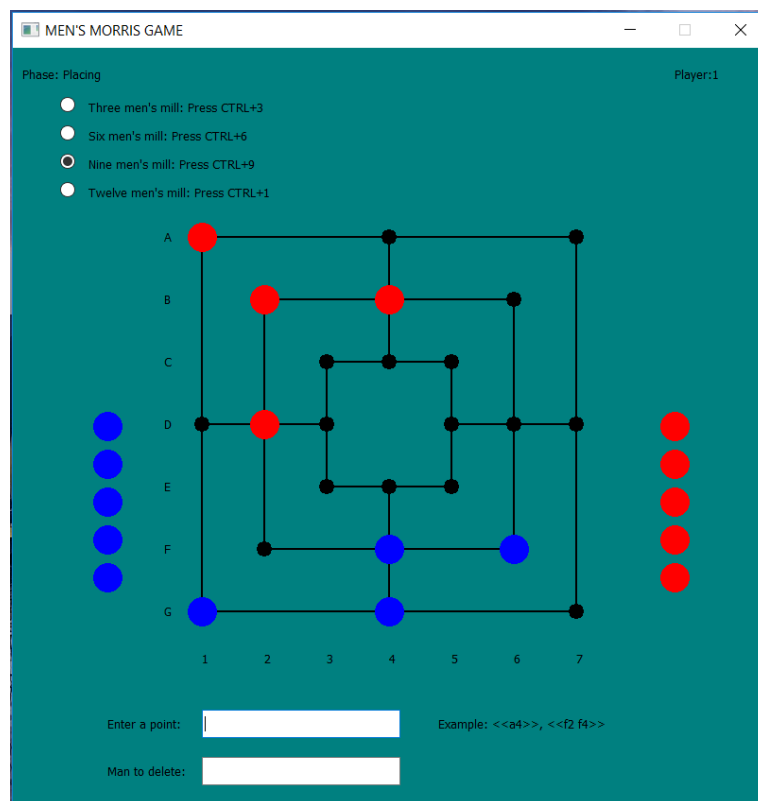 MEN'S MORRIS GAME
Phase: Placing
Player:1
Three men's mill: Press CTRL+3
Six men's mill: Press CTRL+6
Nine men's mill: Press CTRL+9
Twelve men's mill: Press CTRL+1
A
B
C
D
E
F
G
1 2 3 4 5 6 7
Enter a point:
Example: <<a4>>, <<f2 f4>>
Man to delete: